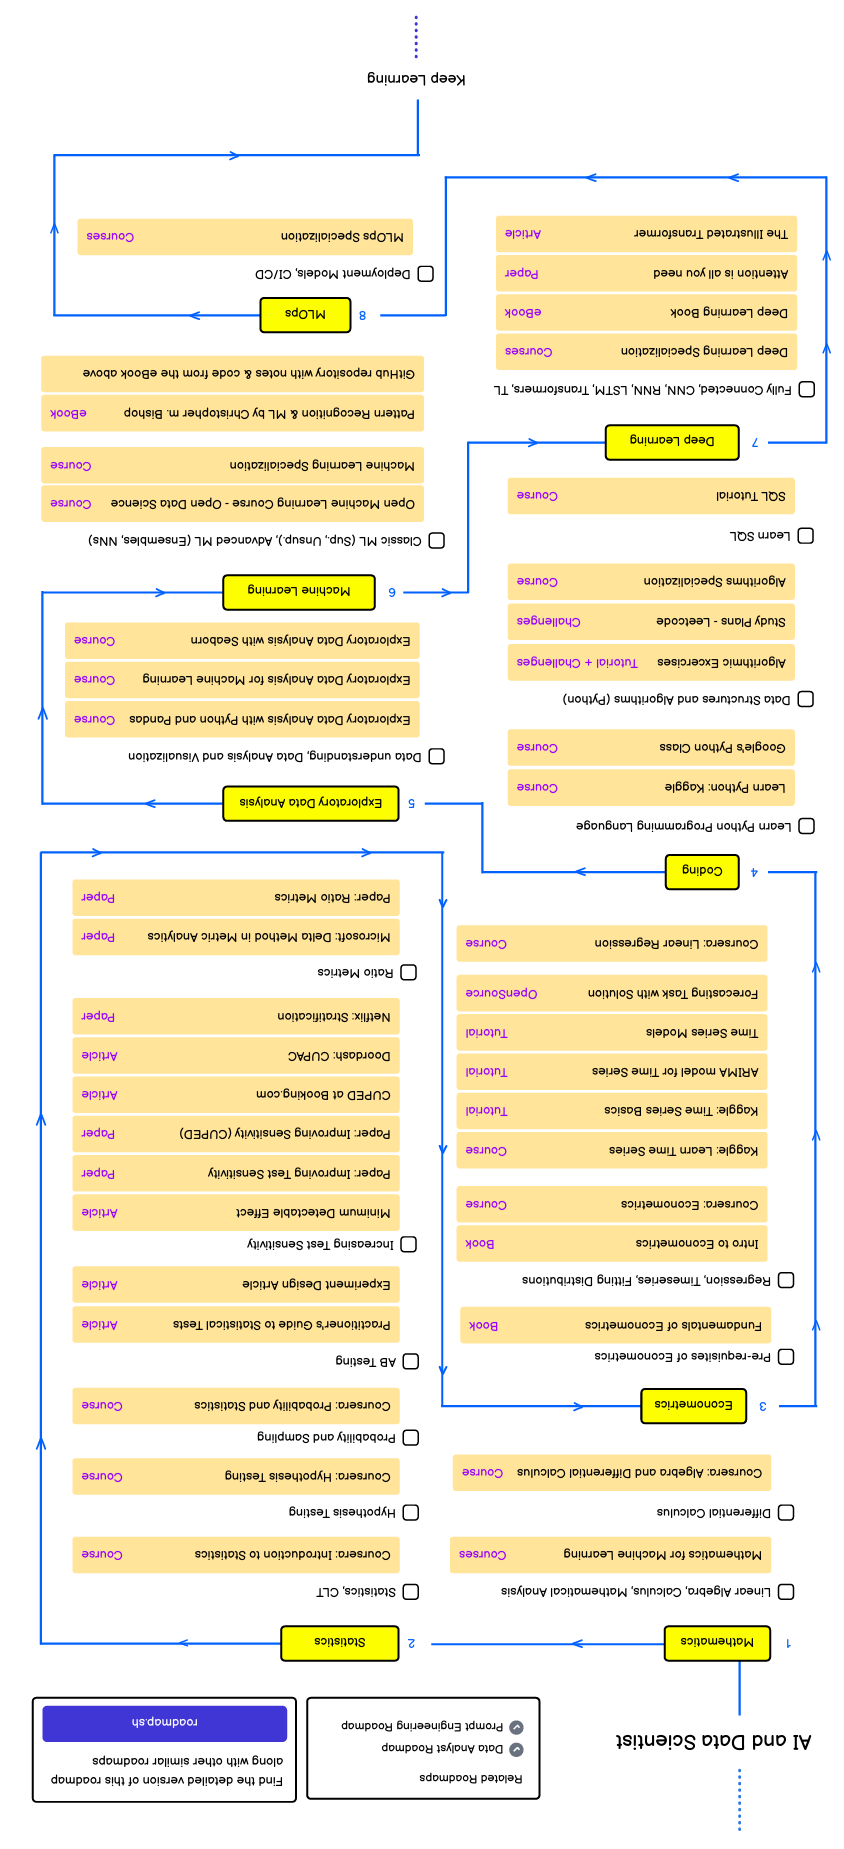 AI and Data Scientist
Related Roadmaps
Data Analyst Roadmap
Prompt Engineering Roadmap
Find the detailed version of this roadmap
along with other similar roadmaps
roadmap.sh
1
Mathematics
Linear Algebra, Calculus, Mathematical Analysis
Mathematics for Machine Learning Courses
Differential Calculus
Coursera: Algebra and Differential Calculus Course
2
Statistics
Statistics, CLT
Coursera: Introduction to Statistics Course
Hypothesis Testing
Coursera: Hypothesis Testing Course
Probability and Sampling
Coursera: Probability and Statistics Course
AB Testing
Practitioner's Guide to Statistical Tests Article
Experiment Design Article Article
Increasing Test Sensitivity
Minimum Detectable Effect Article
Paper: Improving Test Sensitivity Paper
Paper: Improving Sensitivity (CUPED) Paper
CUPED at Booking.com Article
Doordash: CUPAC Article
Netflix: Stratification Paper
Ratio Metrics
Microsoft: Delta Method in Metric Analytics Paper
Paper: Ratio Metrics Paper
3
Econometrics
Pre-requisites of Econometrics
Fundamentals of Econometrics Book
Regression, Timeseries, Fitting Distributions
Intro to Econometrics Book
Coursera: Econometrics Course
Kaggle: Learn Time Series Course
Kaggle: Time Series Basics Tutorial
ARIMA model for Time Series Tutorial
Time Series Models Tutorial
Forecasting Task with Solution OpenSource
Coursera: Linear Regression Course
4
Coding
Learn Python Programming Language
Learn Python: Kaggle Course
Google's Python Class Course
Data Structures and Algorithms (Python)
Algorithmic Excercises Tutorial + Challenges
Study Plans - Leetcode Challenges
Algorithms Specialization Course
Learn SQL
SQL Tutorial Course
5
Exploratory Data Analysis
Data understanding, Data Analysis and Visualization
Exploratory Data Analysis with Python and Pandas Course
Exploratory Data Analysis for Machine Learning Course
Exploratory Data Analysis with Seaborn Course
6
Machine Learning
Classic ML (Sup., Unsup.), Advanced ML (Ensembles, NNs)
Open Machine Learning Course - Open Data Science Course
Machine Learning Specialization Course
Pattern Recognition & ML by Christopher m. Bishop eBook
GitHub repository with notes & code from the eBook above
7
Deep Learning
Fully Connected, CNN, RNN, LSTM, Transformers, TL
Deep Learning Specialization Courses
Deep Learning Book eBook
Attention is all you need Paper
The Illustrated Transformer Article
8
MLOps
Deployment Models, CI/CD
MLOps Specialization Courses
Keep Learning